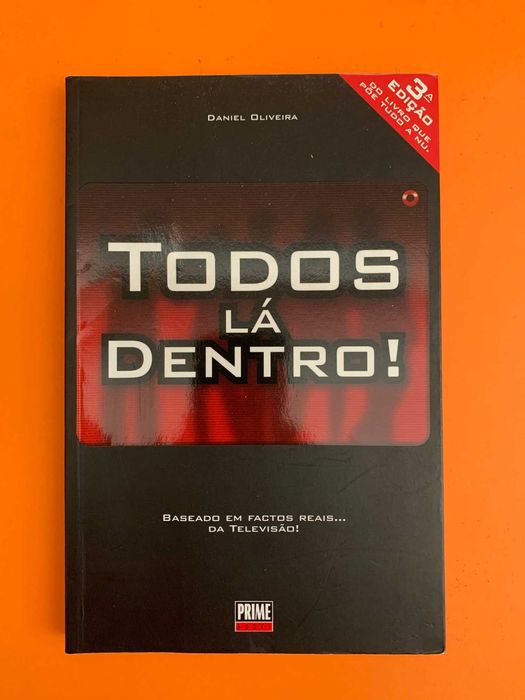 DANIEL OLIVEIRA
3ª
EDIÇÃO
DO LIVRO QUE
PÕE TUDO A NU.
TODOS
LÁ
DENTRO!
BASEADO EM FACTOS REAIS...
DA TELEVISÃO!
PRIME